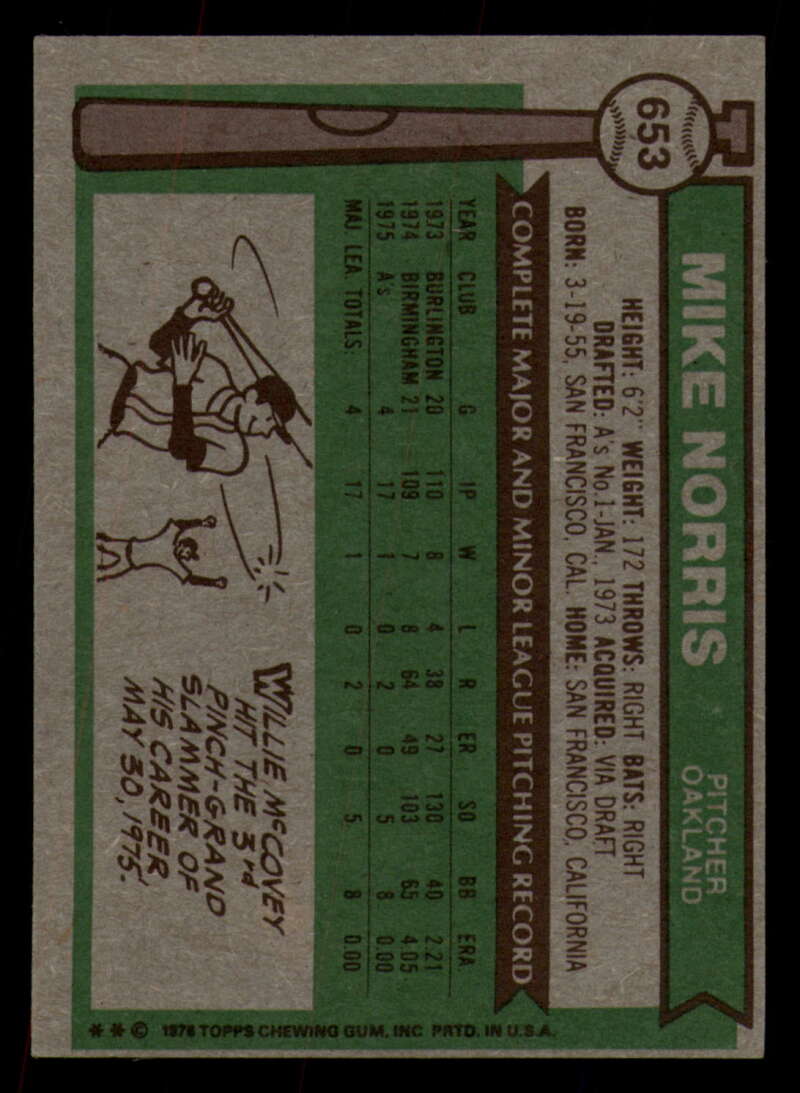 653
MIKE NORRIS
PITCHER
OAKLAND
HEIGHT: 6'2" WEIGHT: 172 THROWS: RIGHT BATS: RIGHT
DRAFTED: A's No.1-JAN., 1973 ACQUIRED: VIA DRAFT
BORN: 3-19-55, SAN FRANCISCO, CAL. HOME: SAN FRANCISCO, CALIFORNIA
COMPLETE MAJOR AND MINOR LEAGUE PITCHING RECORD
YEAR CLUB G IP W L R ER SO BB ERA
1973 BURLINGTON 20 110 8 4 38 27 130 40 2.21
1974 BIRMINGHAM 21 109 7 8 64 49 103 65 4.05
1975 A's 4 17 1 0 2 0 5 8 0.00
MAJ. LEA. TOTALS: 4 17 1 0 2 0 5 8 0.00
WILLIE McCOVEY
HIT THE 3rd
PINCH-GRAND
SLAMMER OF
HIS CAREER
MAY 30, 1975.
** © 1976 TOPPS CHEWING GUM, INC PRTD. IN U.S.A.